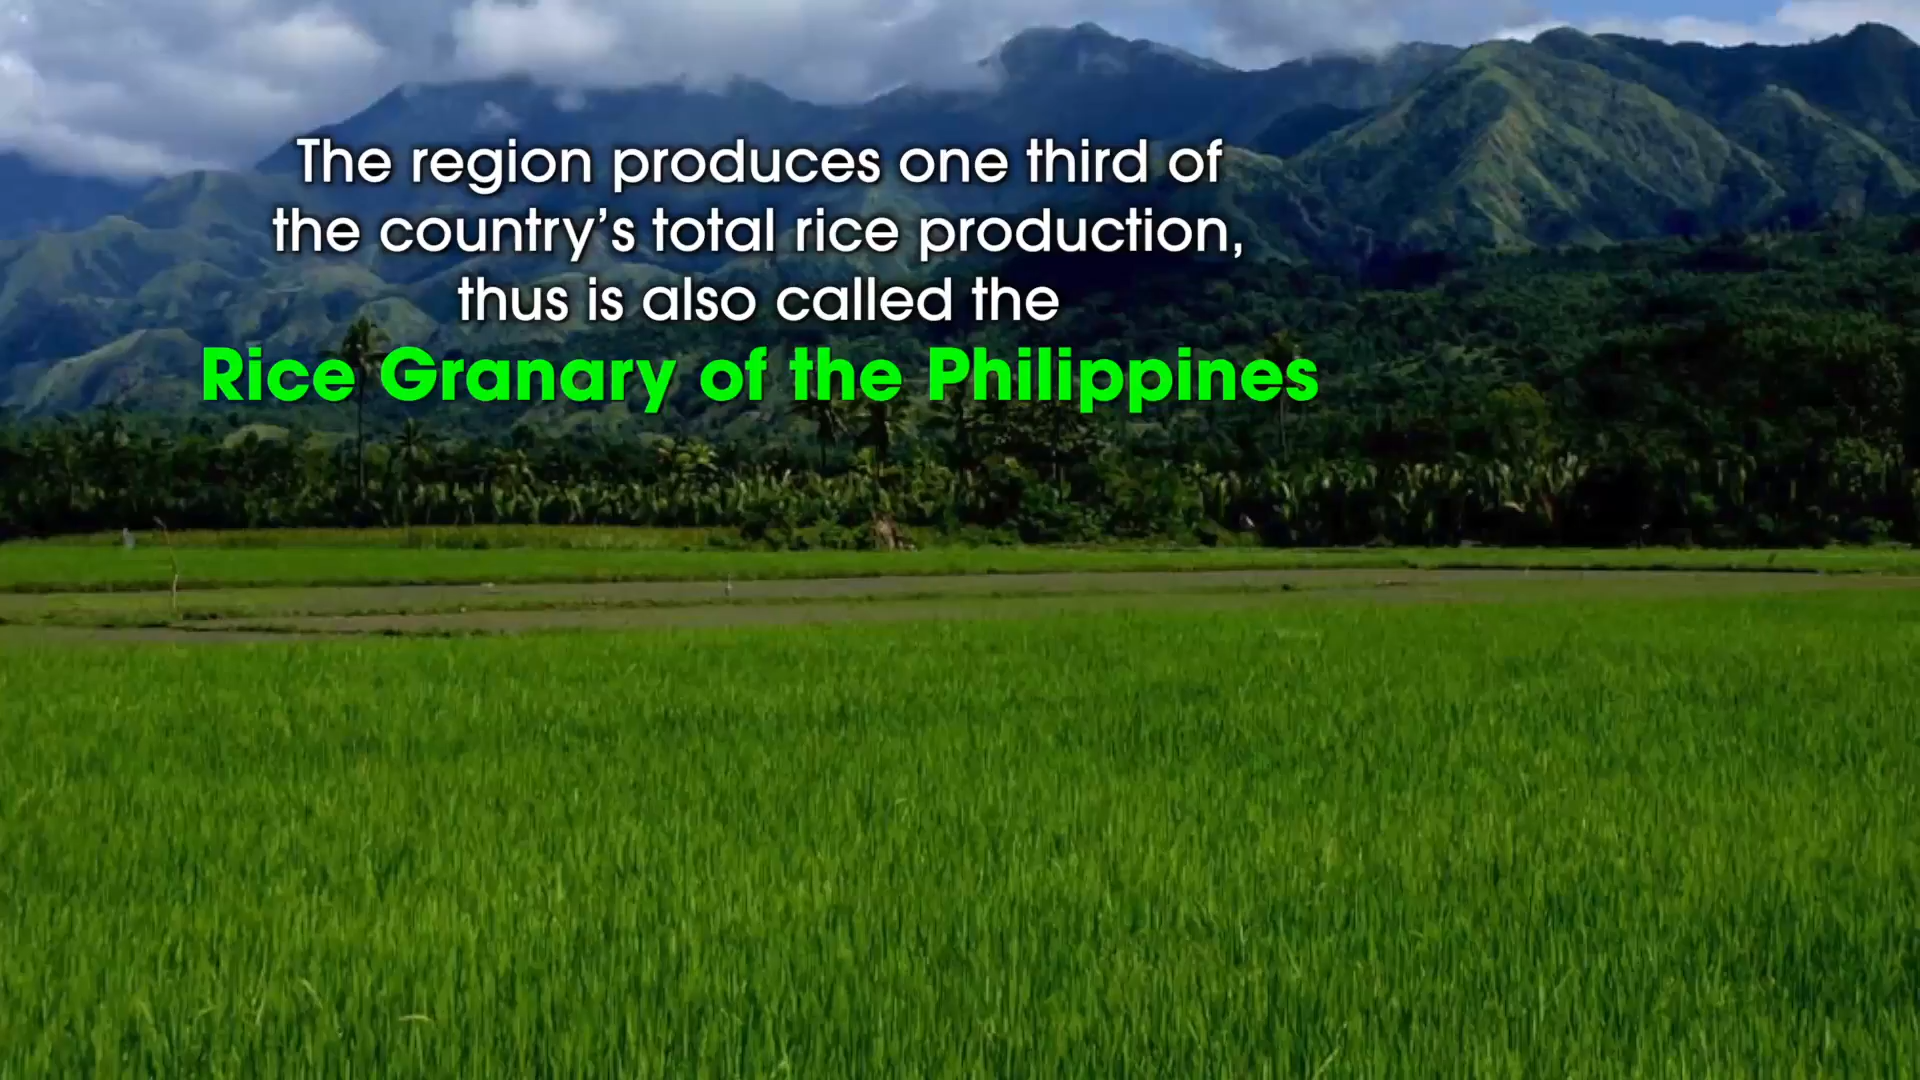 The region produces one third of
the country’s total rice production,
thus is also called the
Rice Granary of the Philippines